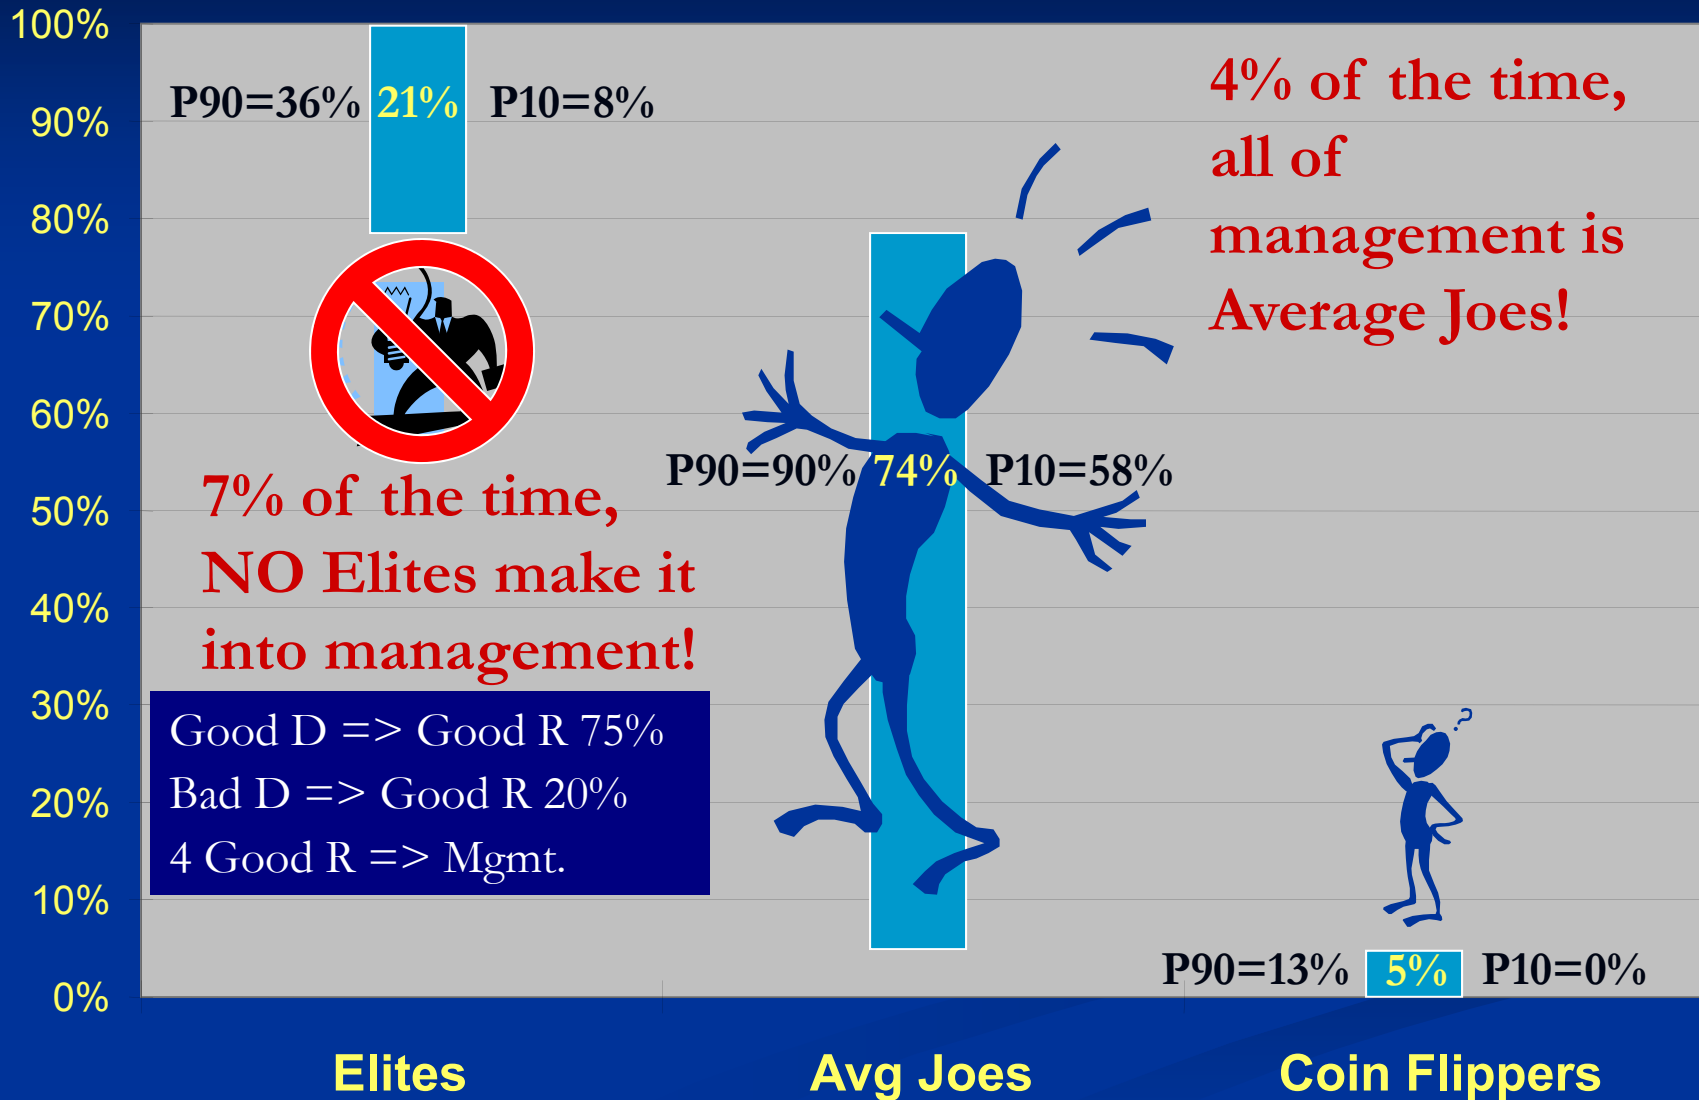 100%
90%
80%
70%
60%
50%
40%
30%
20%
10%
0%
P90=36% 21% P10=8%
4% of the time,
all of
management is
Average Joes!
7% of the time,
NO Elites make it
into management!
P90=90% 74% P10=58%
Good D => Good R 75%
Bad D => Good R 20%
4 Good R => Mgmt.
?
P90=13% 5% P10=0%
Elites Avg Joes Coin Flippers